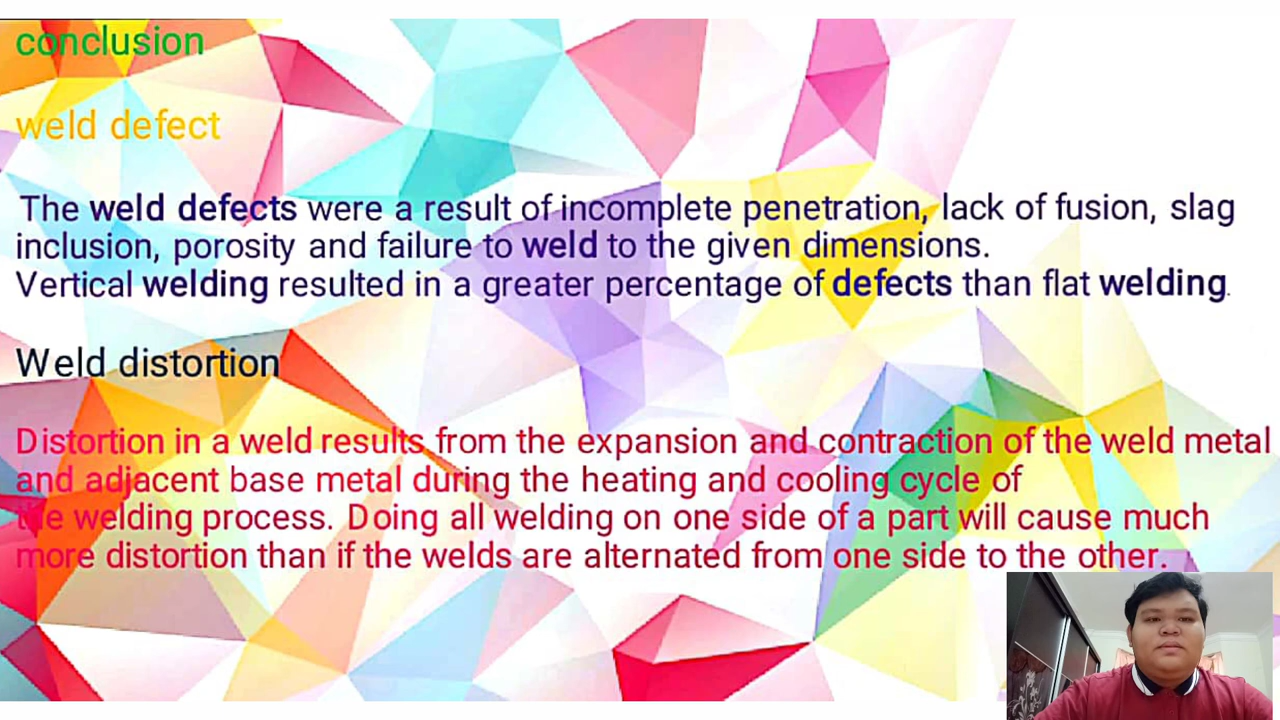 conclusion
weld defect
The weld defects were a result of incomplete penetration, lack of fusion, slag
inclusion, porosity and failure to weld to the given dimensions.
Vertical welding resulted in a greater percentage of defects than flat welding.
Weld distortion
Distortion in a weld results from the expansion and contraction of the weld metal
and adjacent base metal during the heating and cooling cycle of
the welding process. Doing all welding on one side of a part will cause much
more distortion than if the welds are alternated from one side to the other.